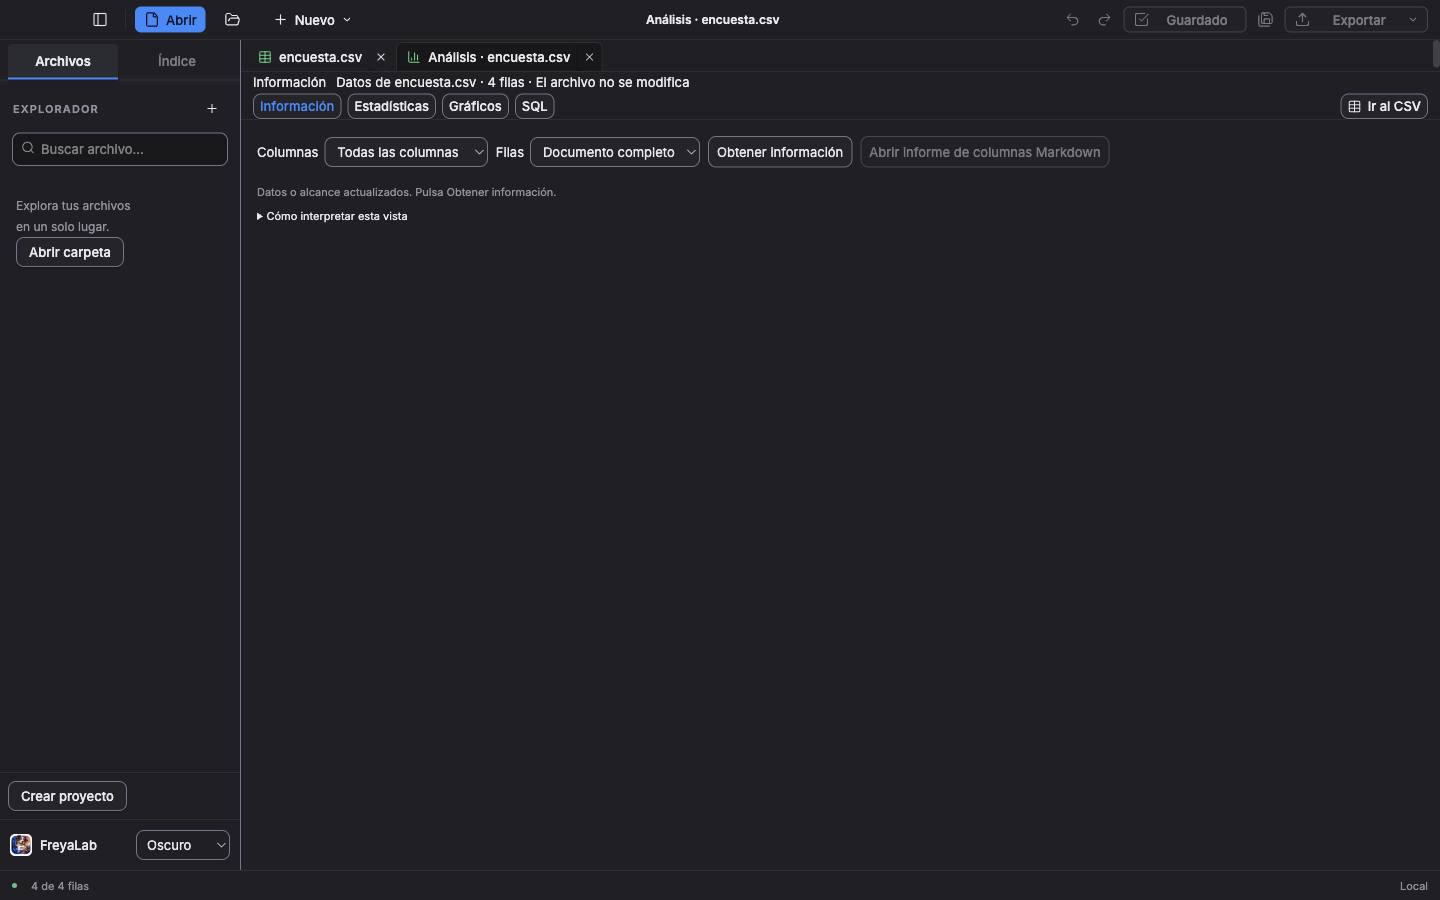 Abrir
Nuevo
Análisis · encuesta.csv
Guardado
Exportar
Archivos
Índice
encuesta.csv
Análisis · encuesta.csv
Información Datos de encuesta.csv · 4 filas · El archivo no se modifica
Información
Estadísticas
Gráficos
SQL
Ir al CSV
EXPLORADOR
Buscar archivo...
Explora tus archivos
en un solo lugar.
Abrir carpeta
Columnas Todas las columnas Filas Documento completo Obtener información Abrir informe de columnas Markdown
Datos o alcance actualizados. Pulsa Obtener información.
Cómo interpretar esta vista
Crear proyecto
FreyaLab
Oscuro
4 de 4 filas
Local